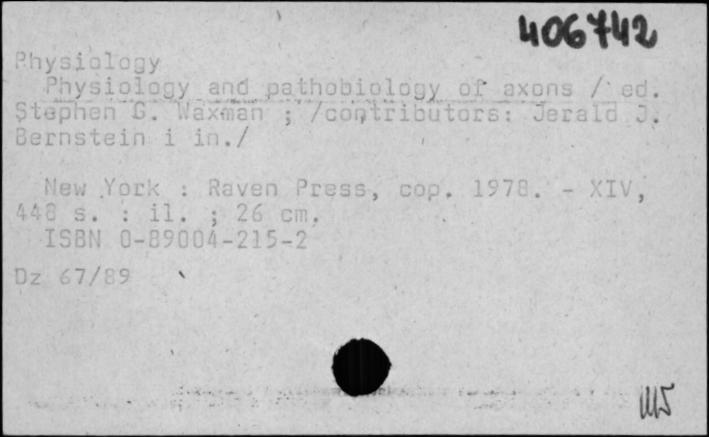 406742
Physiology
Physiology and pathobiology of axons / ed.
Stephen G. Waxman ; /contributors: Jerald J.
Bernstein i in./
New York : Raven Press, cop. 1978. - XIV,
448 s. : il. ; 26 cm.
ISBN 0-89004-215-2
Dz 67/89